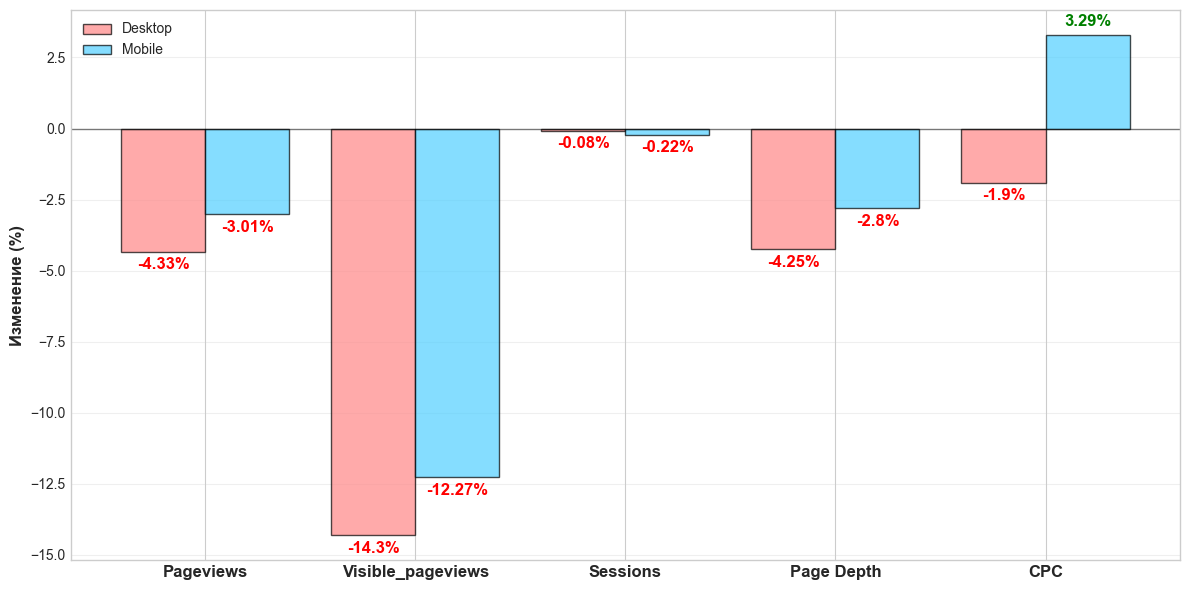 Desktop
Mobile
3.29%
2.5
0.0
-0.08%
-0.22%
-1.9%
−2.5
-3.01%
-2.8%
-4.33%
-4.25%
−5.0
Изменение (%)
−7.5
−10.0
−12.5
-12.27%
-14.3%
−15.0
Pageviews
Visible_pageviews
Sessions
Page Depth
CPC